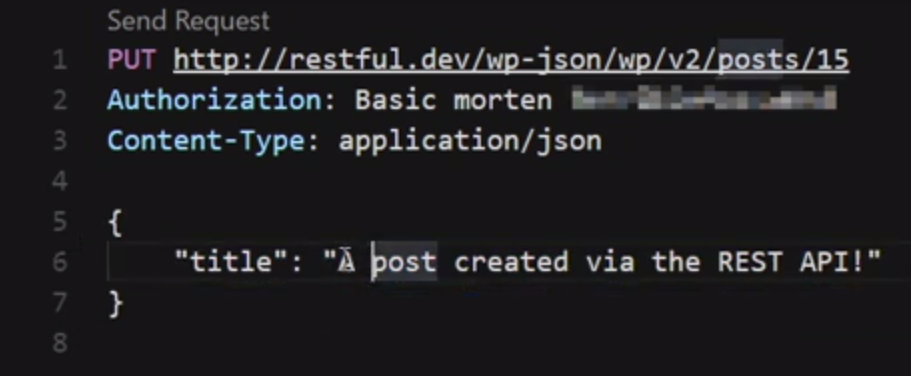 Send Request
1 PUT http://restful.dev/wp-json/wp/v2/posts/15
2 Authorization: Basic morten
3 Content-Type: application/json
4
5 {
6 "title": "A post created via the REST API!"
7 }
8